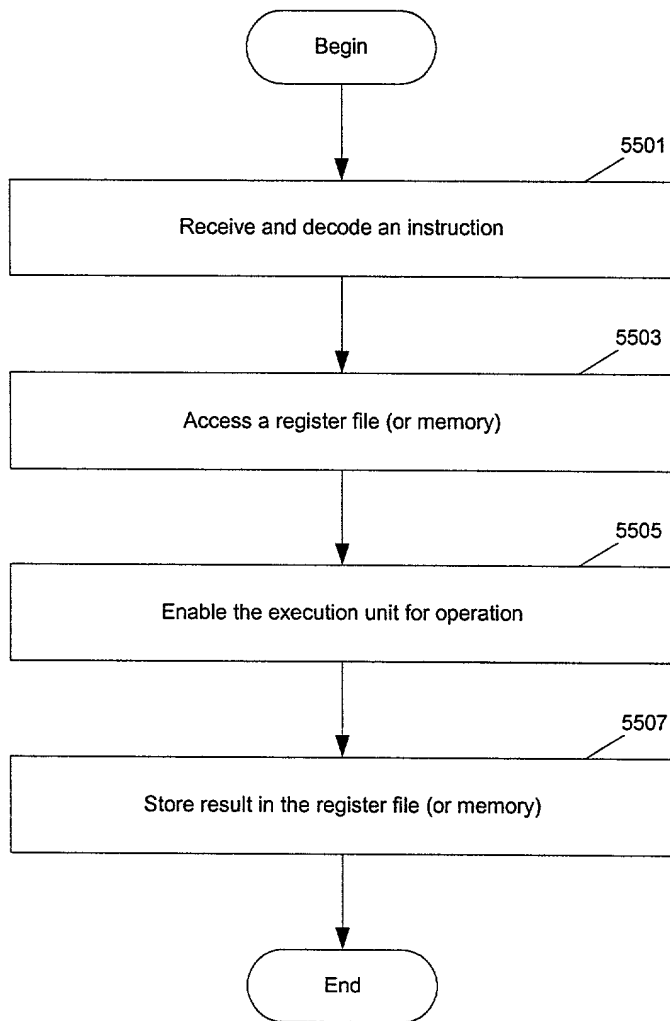 Begin
5501
Receive and decode an instruction
5503
Access a register file (or memory)
5505
Enable the execution unit for operation
5507
Store result in the register file (or memory)
End